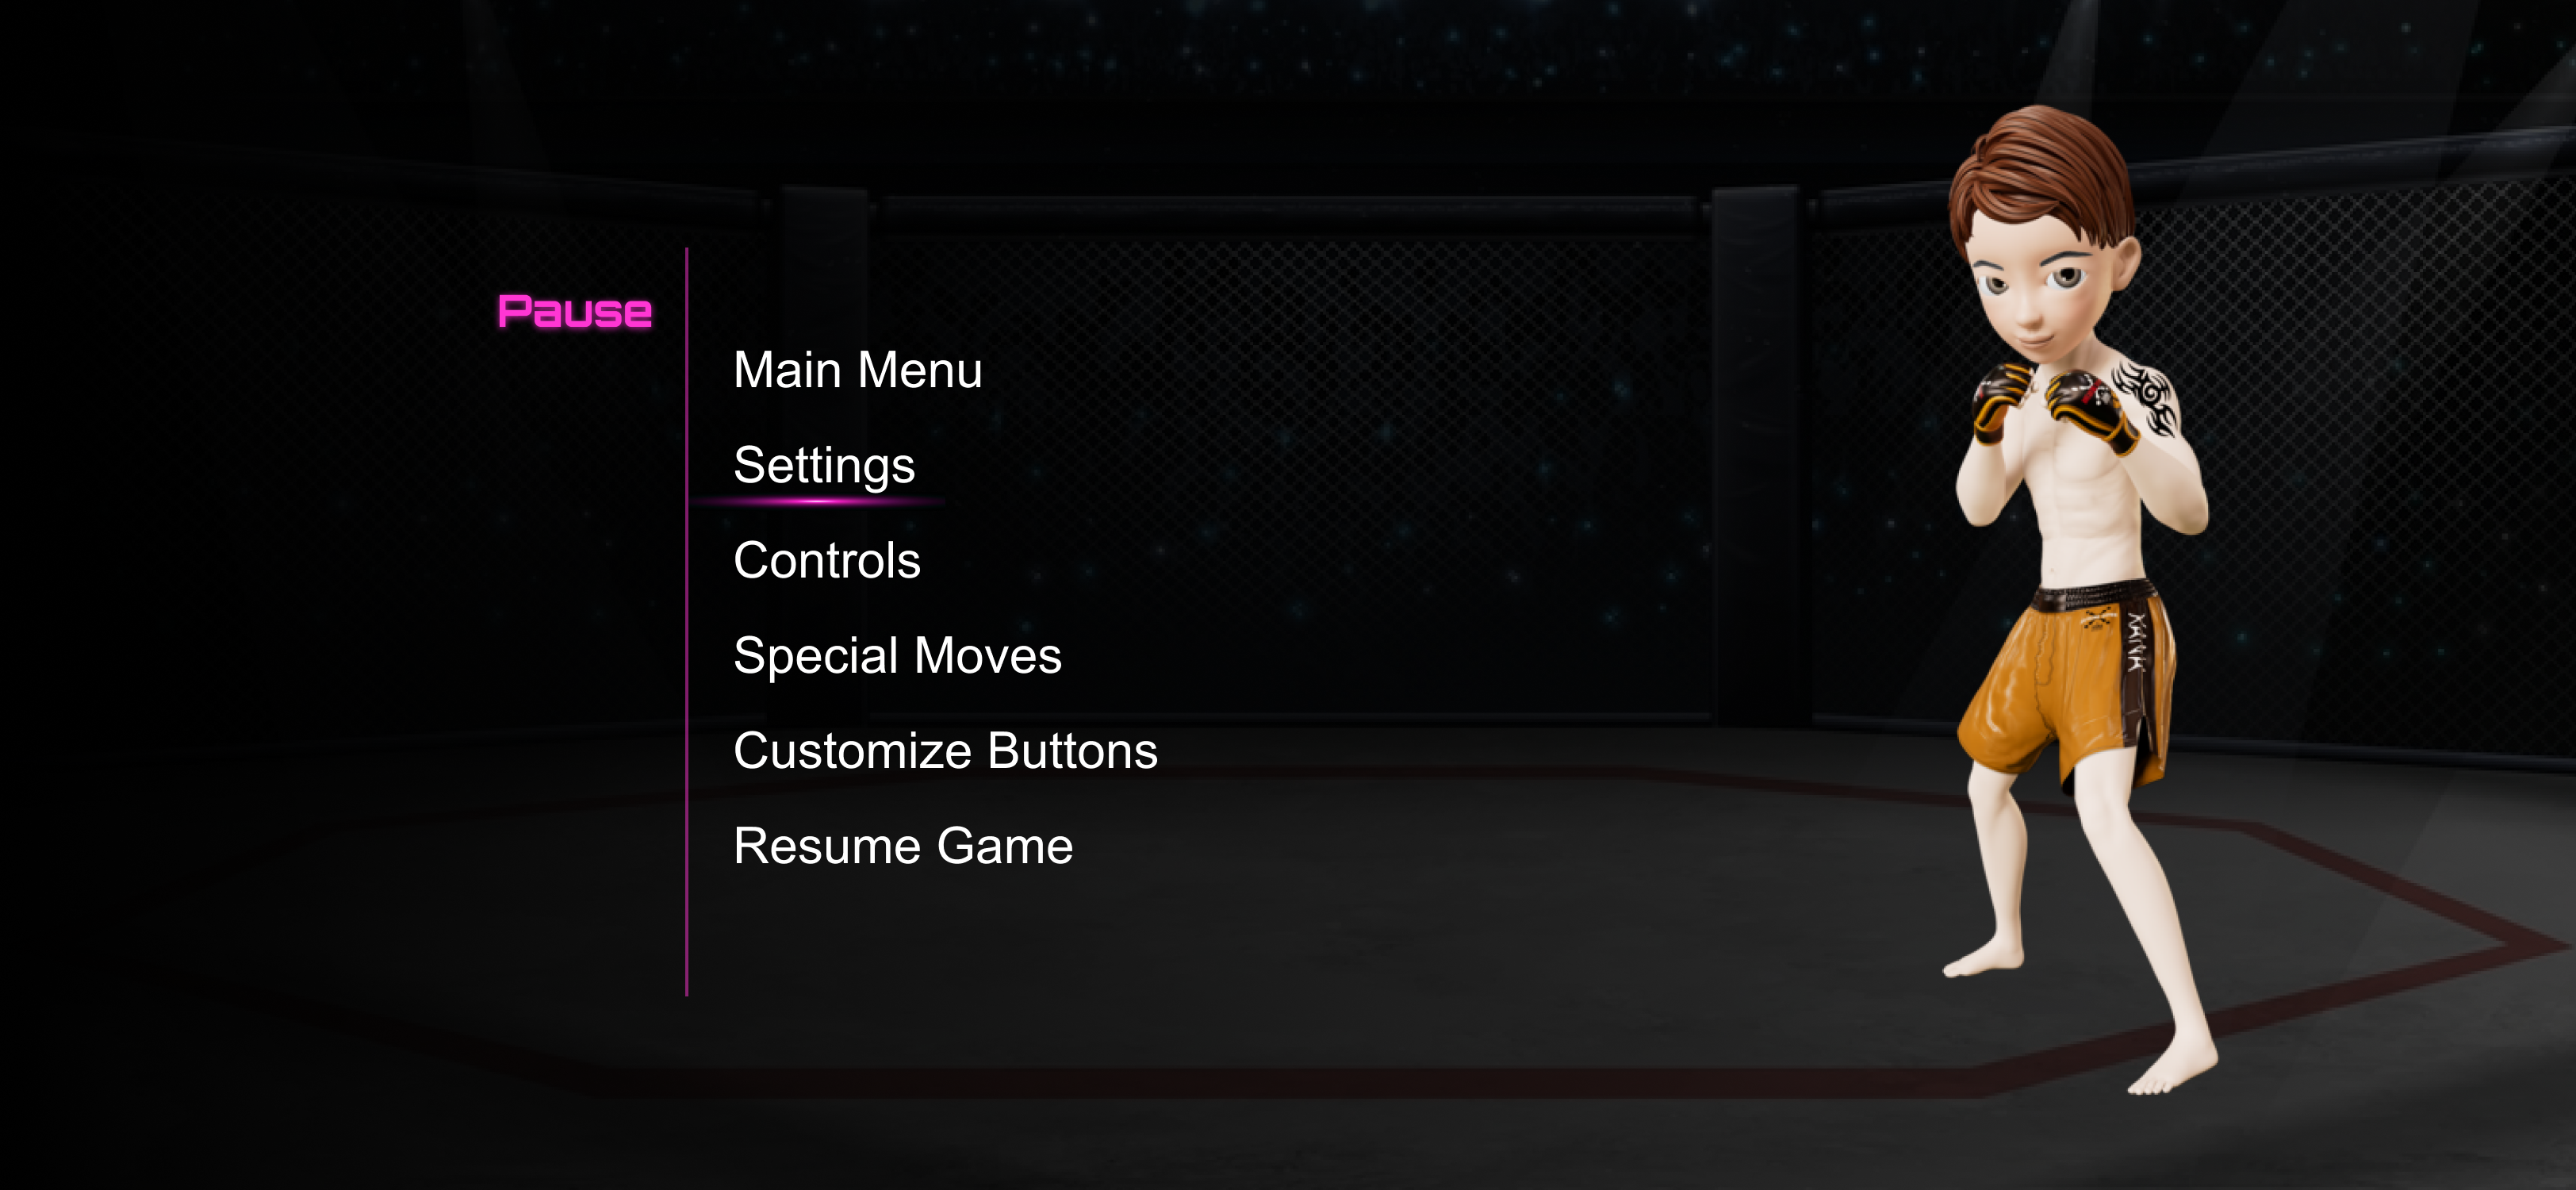 Pause
Main Menu
Settings
Controls
Special Moves
Customize Buttons
Resume Game